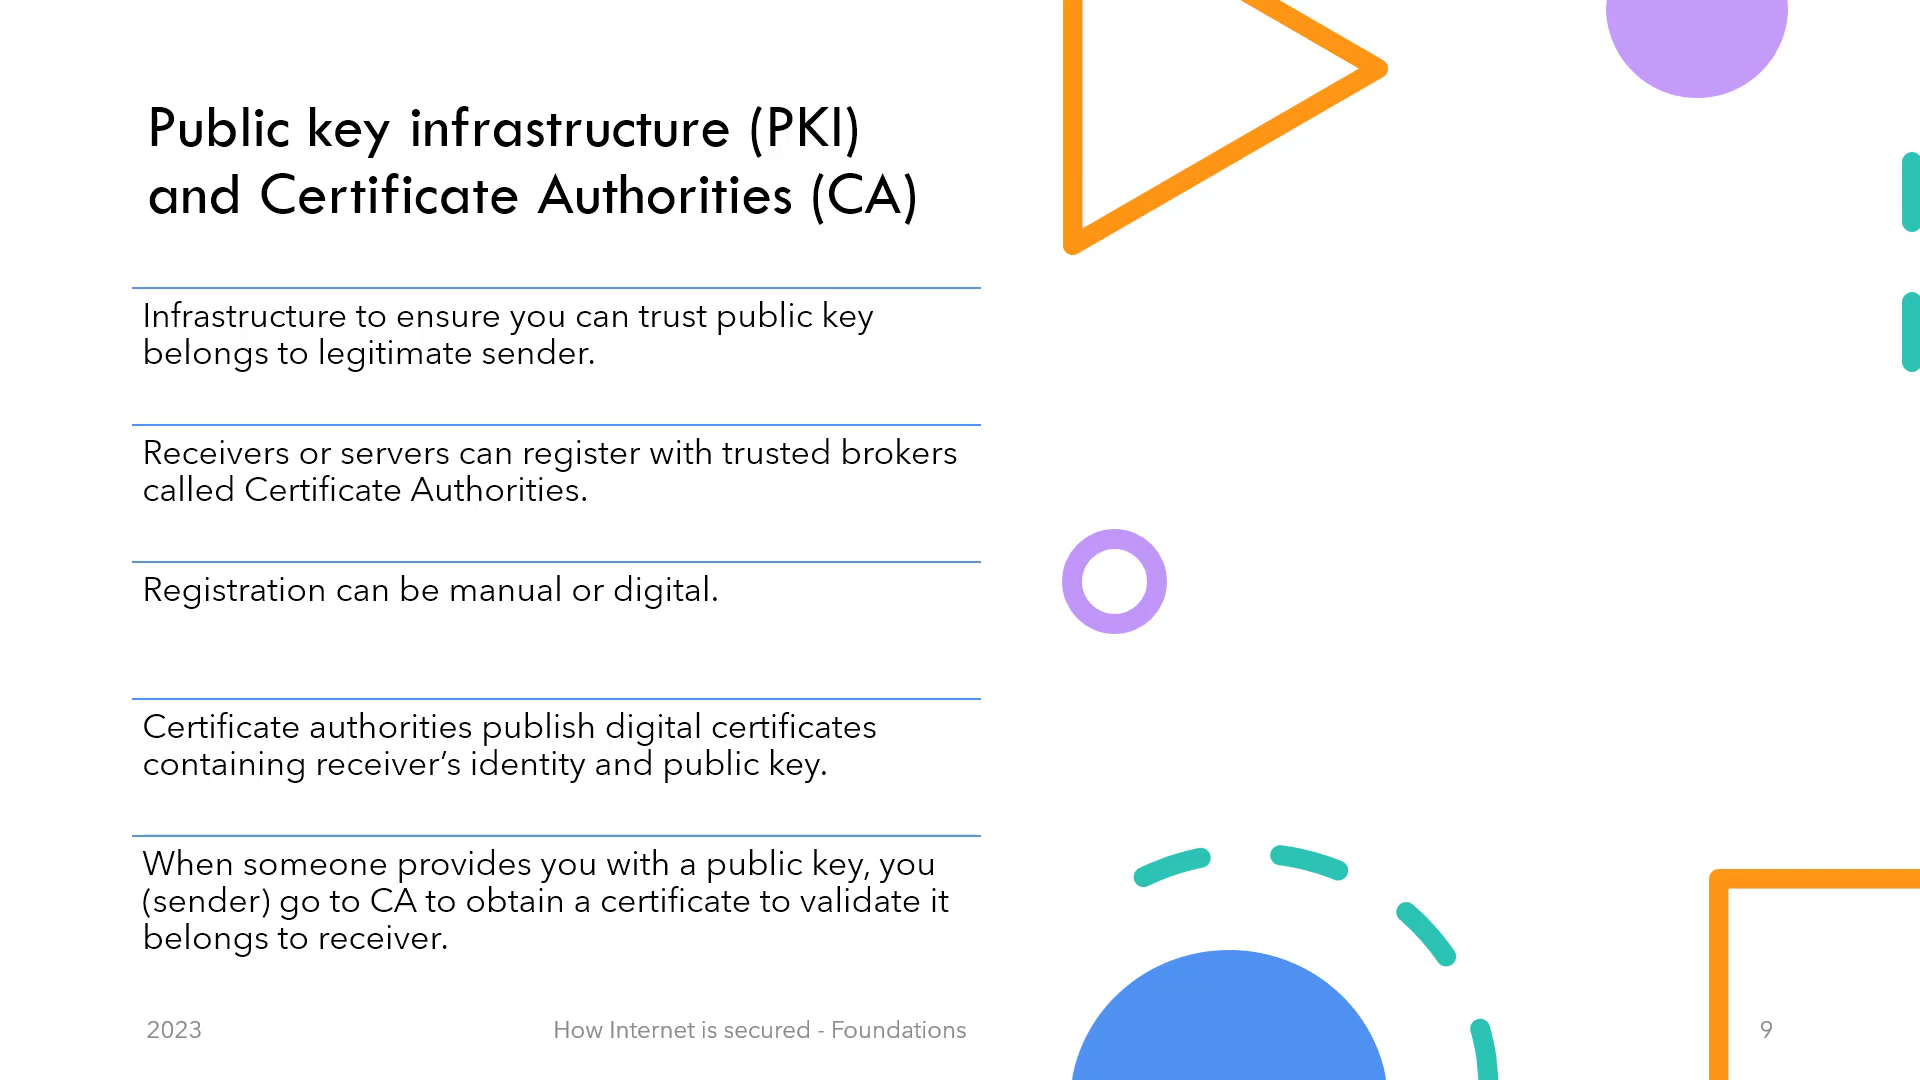 Public key infrastructure (PKI)
and Certificate Authorities (CA)
Infrastructure to ensure you can trust public key
belongs to legitimate sender.
Receivers or servers can register with trusted brokers
called Certificate Authorities.
Registration can be manual or digital.
Certificate authorities publish digital certificates
containing receiver’s identity and public key.
When someone provides you with a public key, you
(sender) go to CA to obtain a certificate to validate it
belongs to receiver.
2023
How Internet is secured - Foundations
9